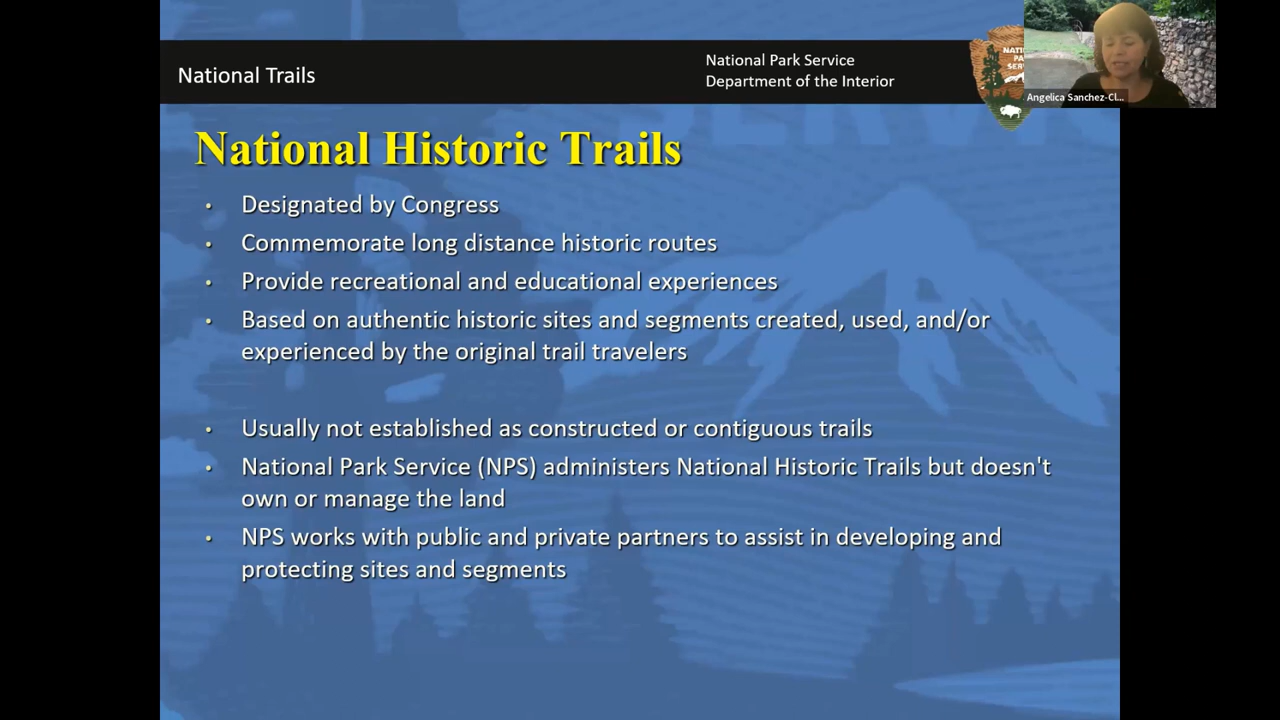 National Trails
National Park Service
Department of the Interior
Angelica Sanchez-Cl...
National Historic Trails
• Designated by Congress
• Commemorate long distance historic routes
• Provide recreational and educational experiences
• Based on authentic historic sites and segments created, used, and/or
experienced by the original trail travelers
• Usually not established as constructed or contiguous trails
• National Park Service (NPS) administers National Historic Trails but doesn't
own or manage the land
• NPS works with public and private partners to assist in developing and
protecting sites and segments